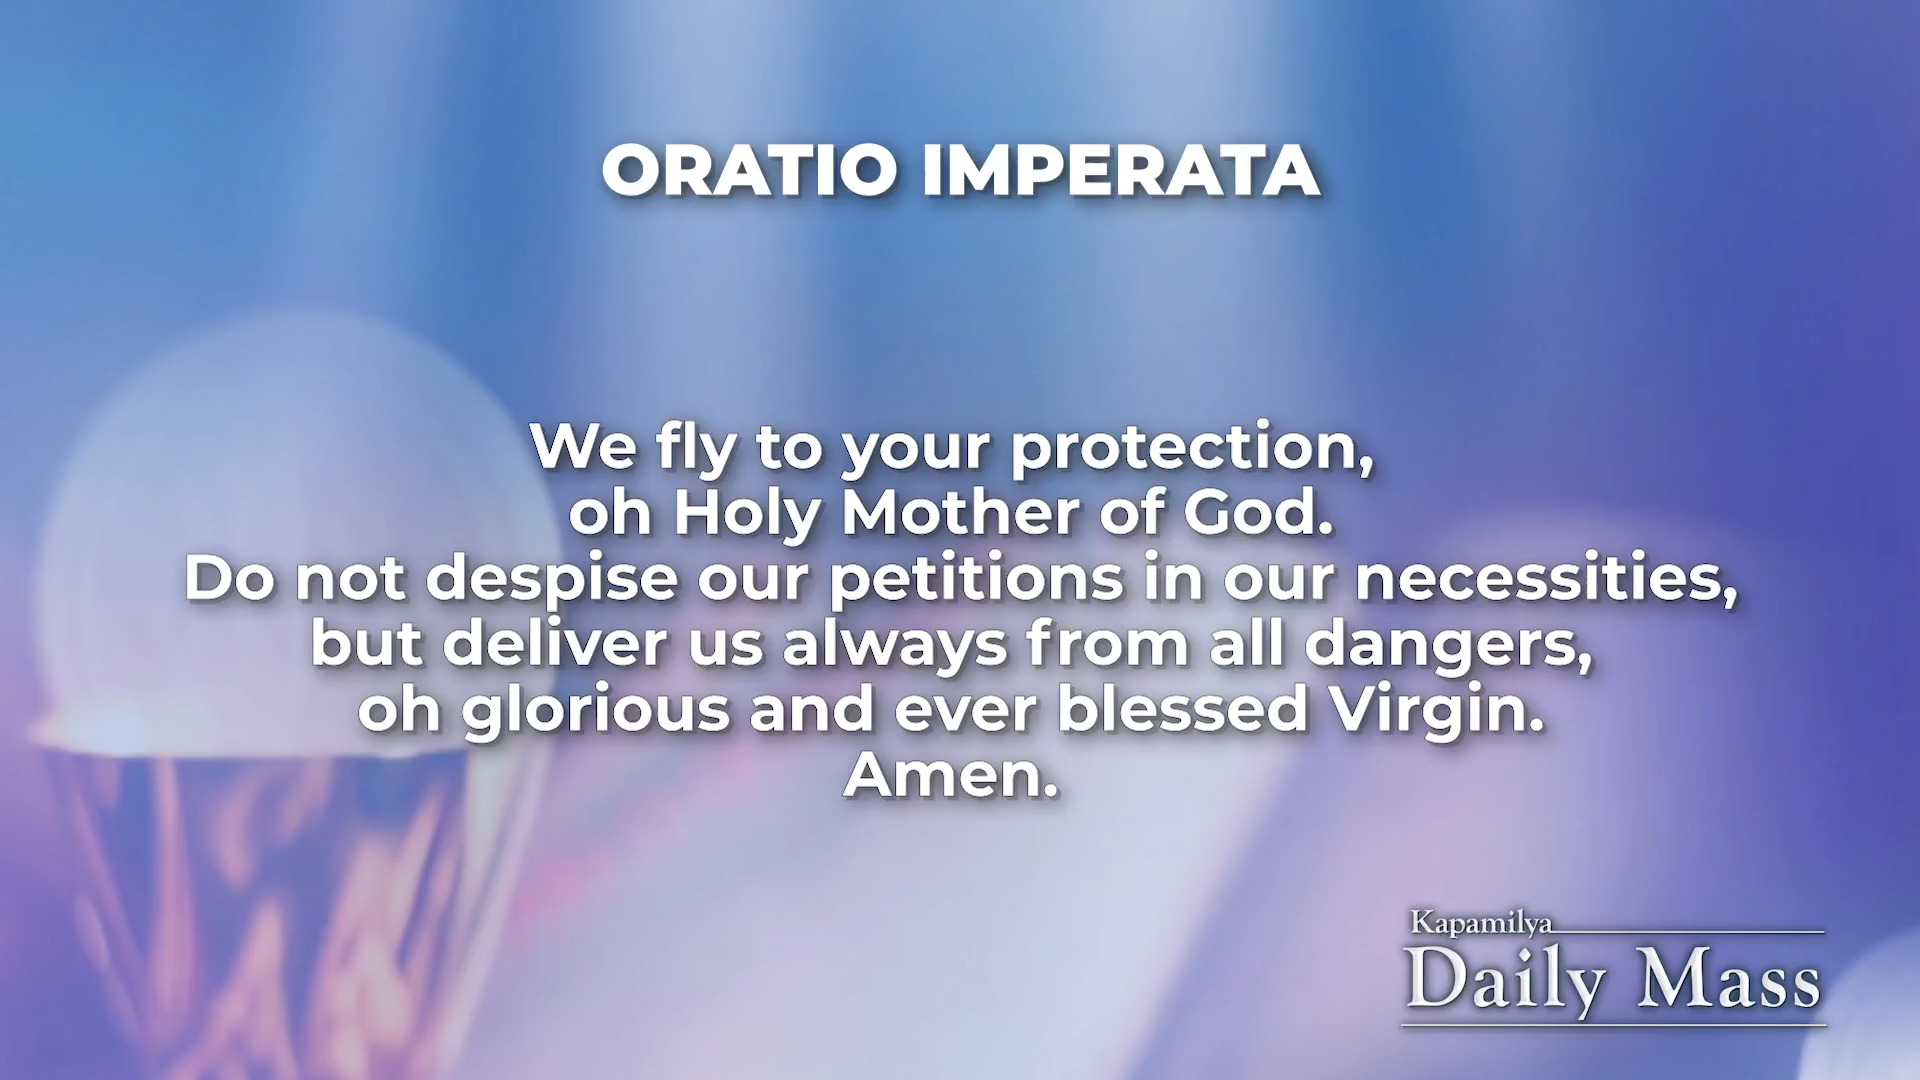 ORATIO IMPERATA
We fly to your protection,
oh Holy Mother of God.
Do not despise our petitions in our necessities,
but deliver us always from all dangers,
oh glorious and ever blessed Virgin.
Amen.
Kapamilya
Daily Mass